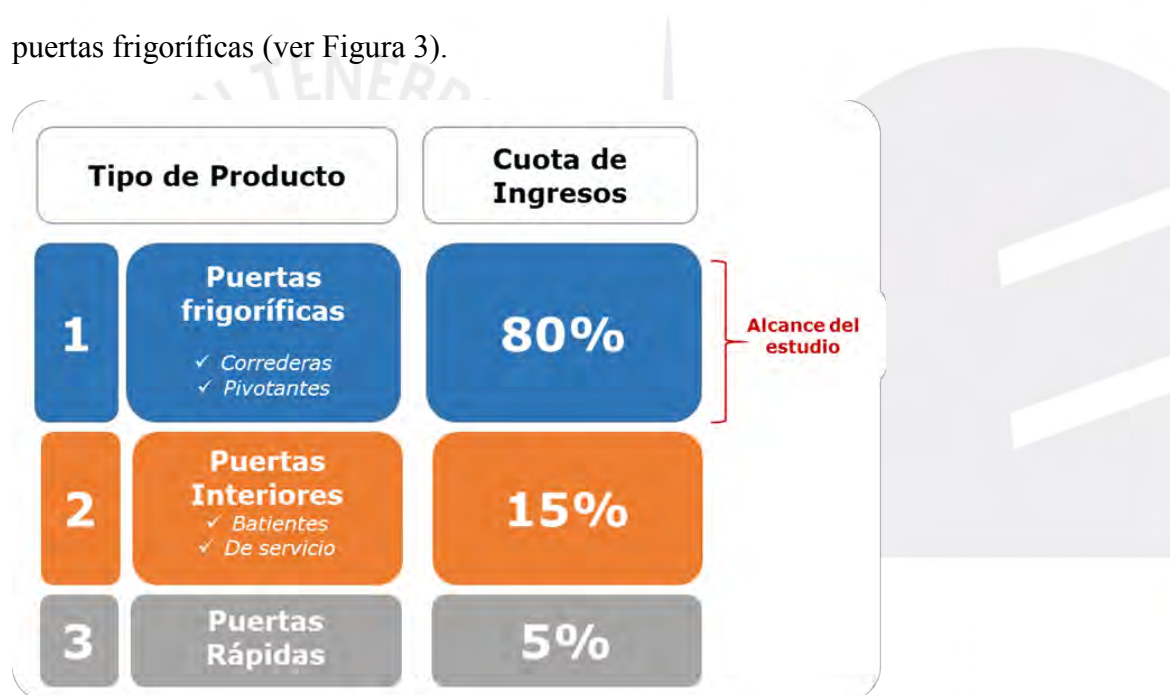 puertas frigoríficas (ver Figura 3).
TENERR
Tipo de Producto
Cuota de
Ingresos
1
Puertas
frigoríficas
✓ Correderas
✓ Pivotantes
80%
Alcance del
estudio
2
Puertas
Interiores
✓ Batientes
✓ De servicio
15%
3
Puertas
Rápidas
5%